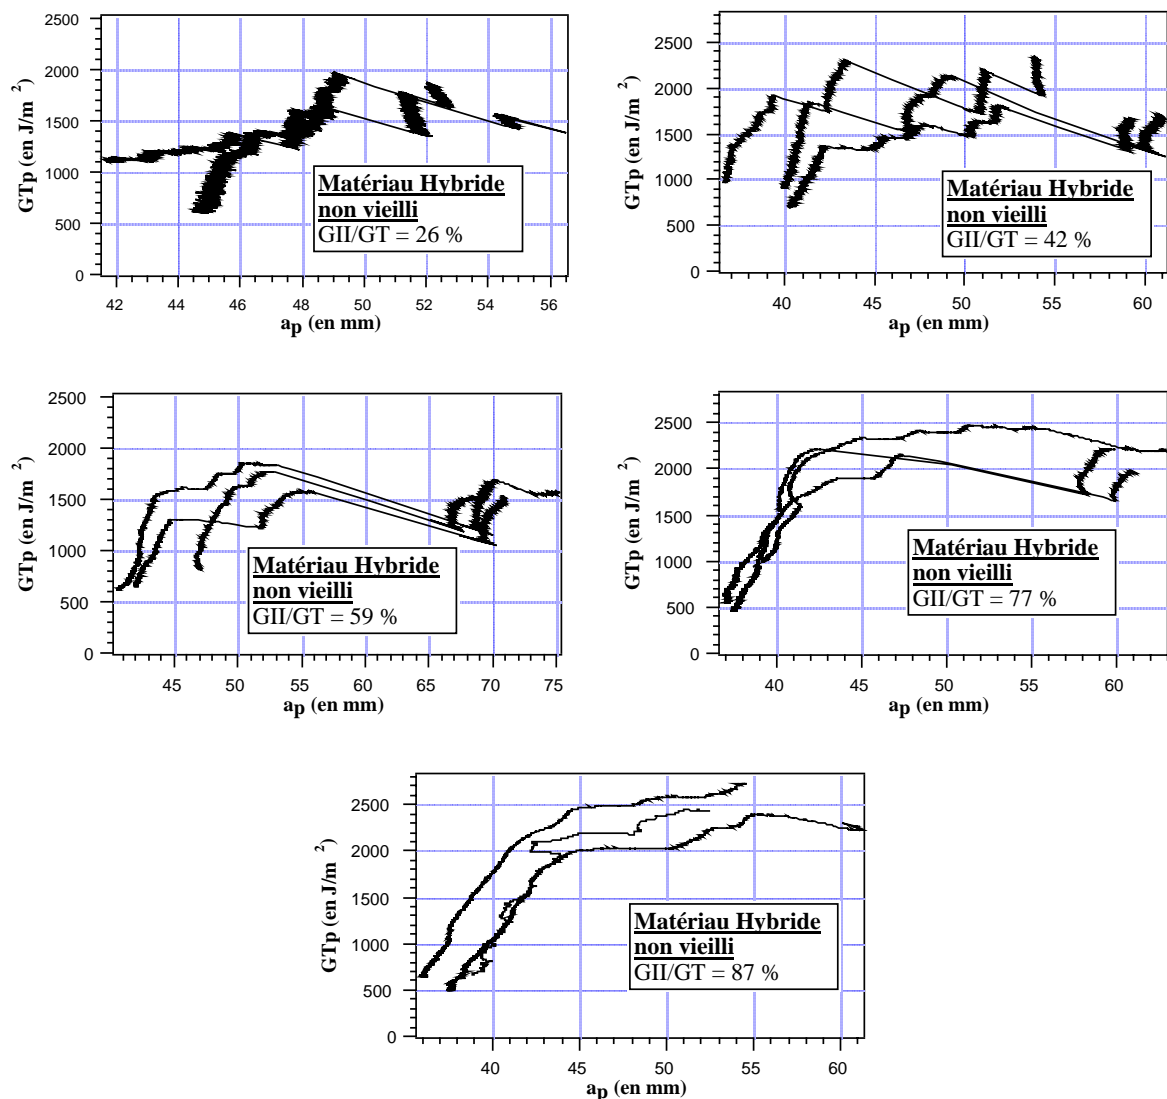 2500
2000
1500
1000
500
0
GTp (en J/m 2 )
Matériau Hybride
non vieilli
GII/GT = 26 %
42 44 46 48 50 52 54 56
ap (en mm)
2500
2000
1500
1000
500
0
GTp (en J/m 2 )
Matériau Hybride
non vieilli
GII/GT = 42 %
40 45 50 55 60
ap (en mm)
2500
2000
1500
1000
500
0
GTp (en J/m 2 )
Matériau Hybride
non vieilli
GII/GT = 59 %
45 50 55 60 65 70 75
ap (en mm)
2500
2000
1500
1000
500
0
GTp (en J/m 2 )
Matériau Hybride
non vieilli
GII/GT = 77 %
40 45 50 55 60
ap (en mm)
2500
2000
1500
1000
500
0
GTp (en J/m 2 )
Matériau Hybride
non vieilli
GII/GT = 87 %
40 45 50 55 60
ap (en mm)